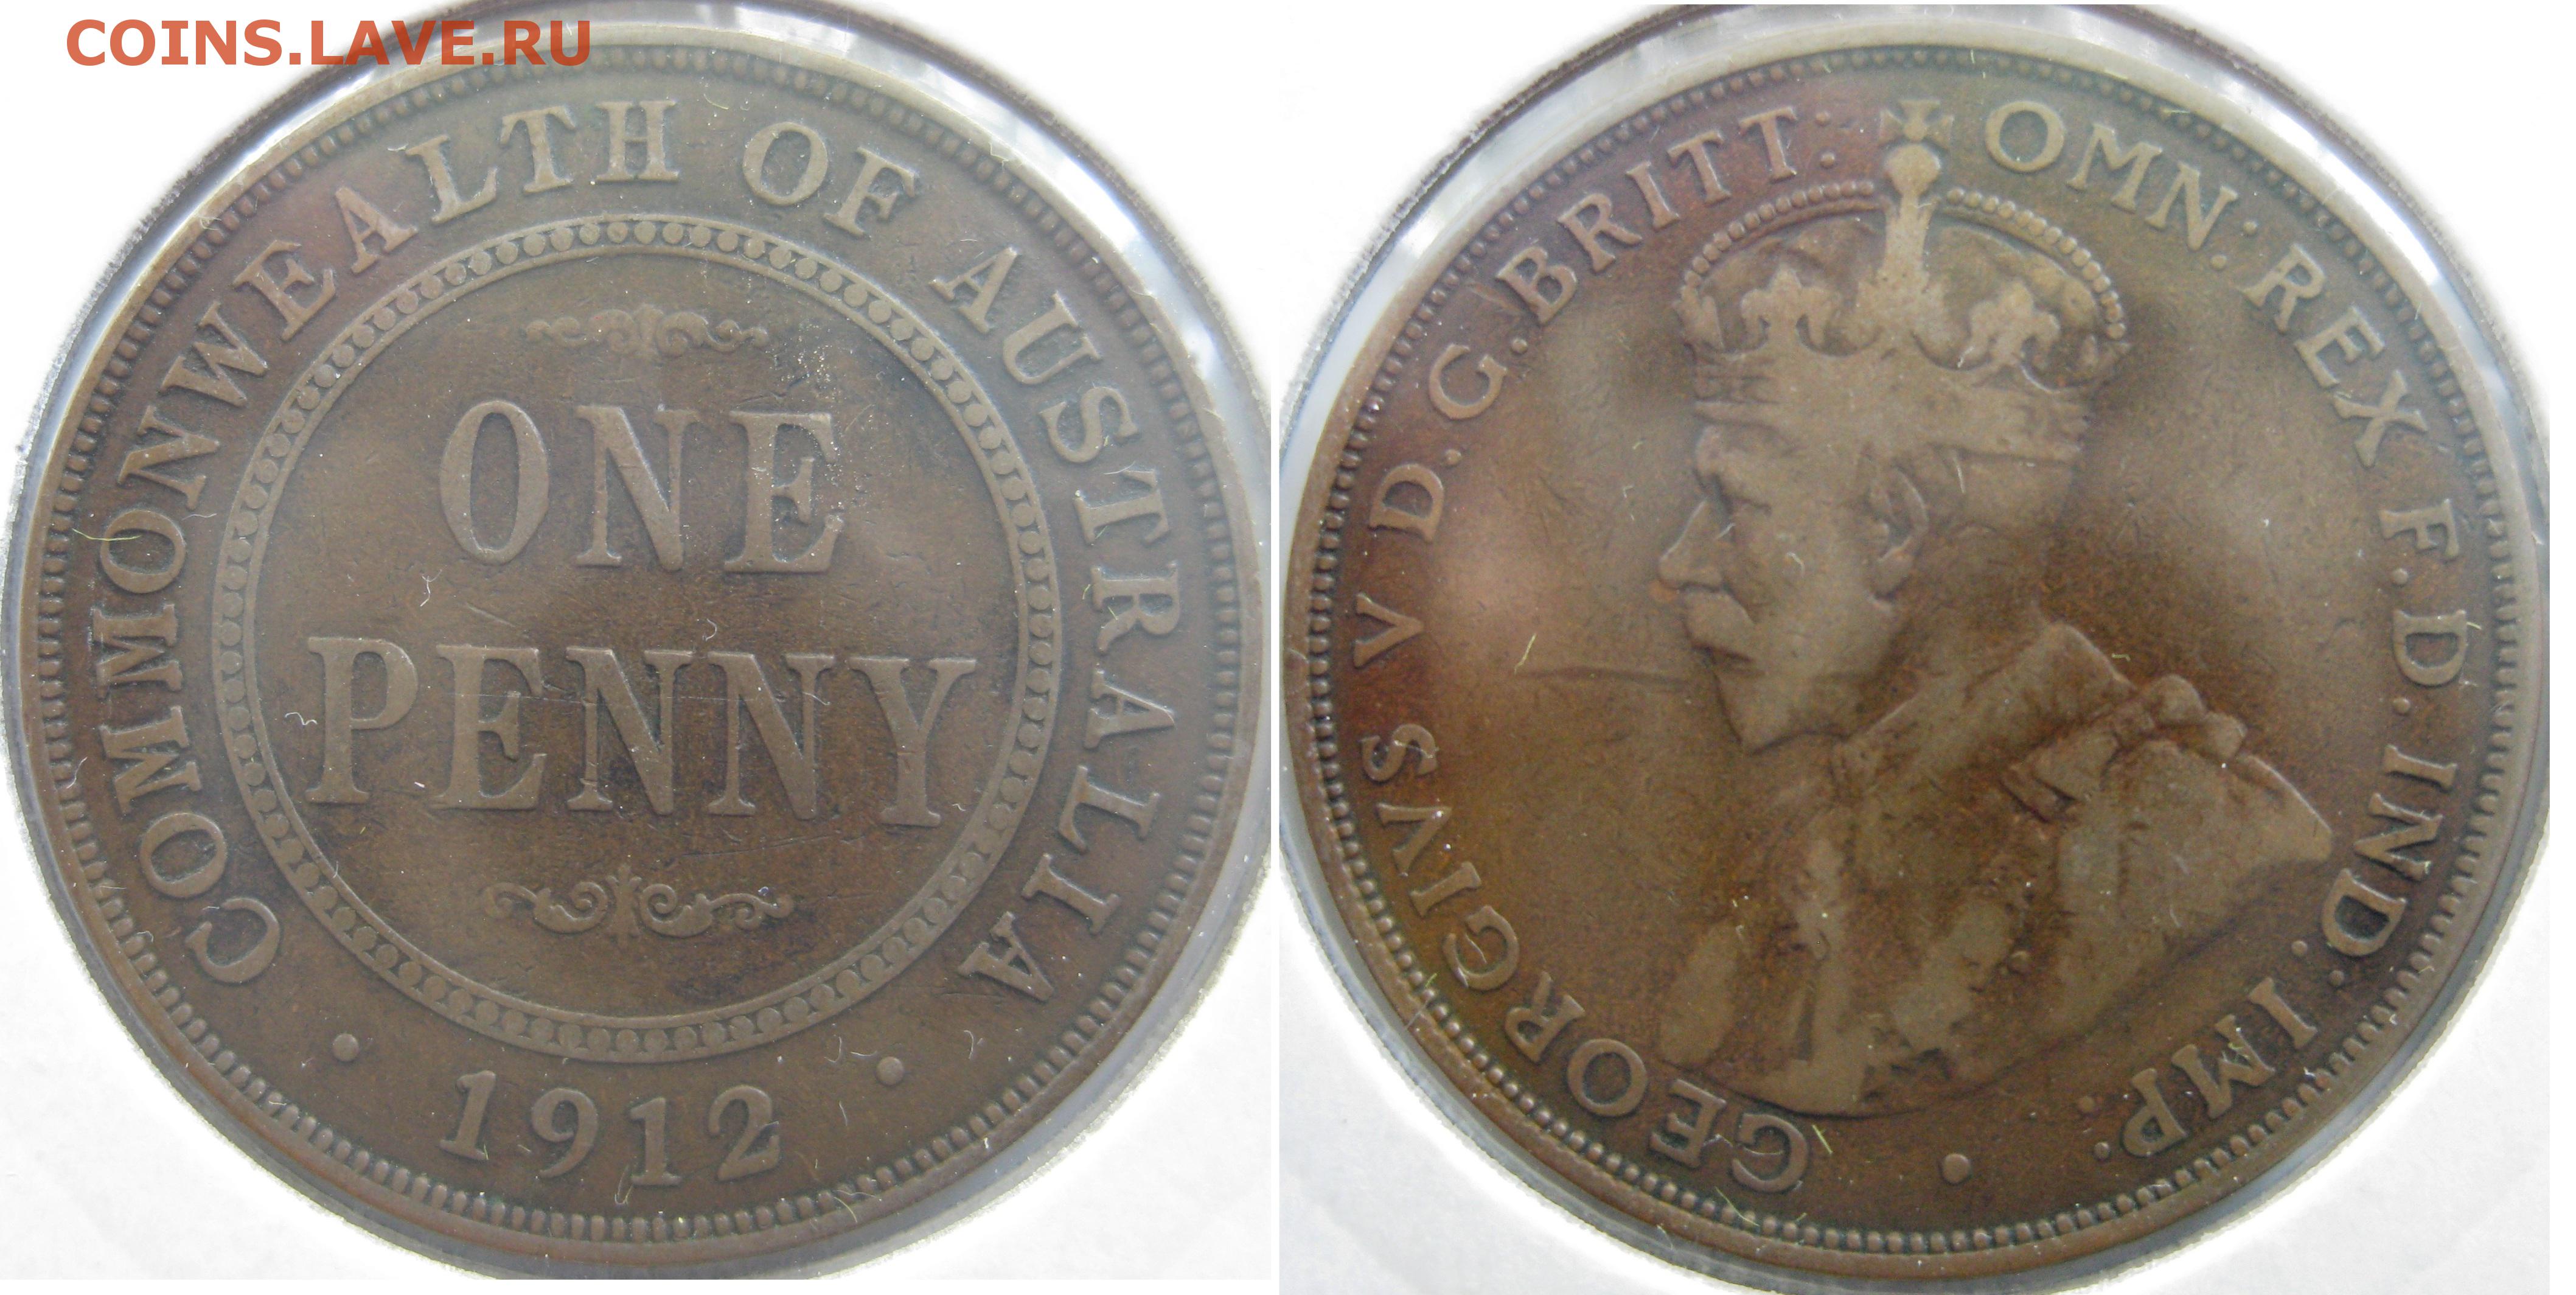 COINS.LAVE.RU
COMMONWEALTH OF AUSTRALIA
ONE
PENNY
· 1912 ·
GEORGIVS V D.G.BRITT: OMN: REX F.D.IND:IMP: ·